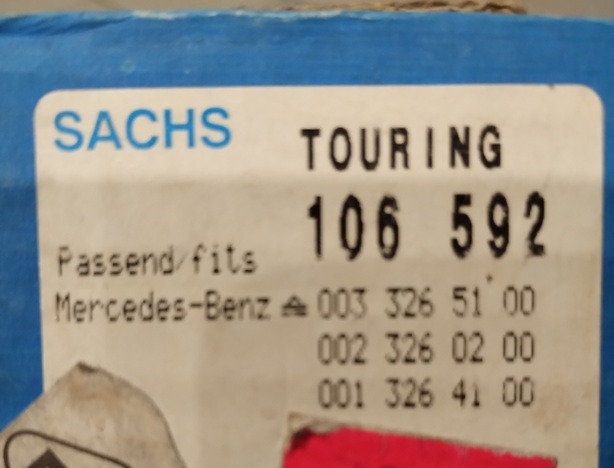 SACHS
TOURING
106 592
Passend/fits
Mercedes-Benz ≙ 003 326 51 00
002 326 02 00
001 326 41 00